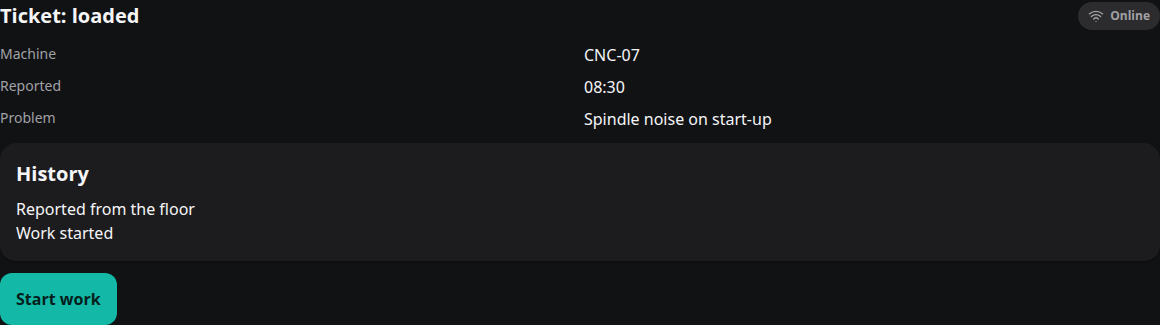 Ticket: loaded
Online
Machine
CNC-07
Reported
08:30
Problem
Spindle noise on start-up
History
Reported from the floor
Work started
Start work